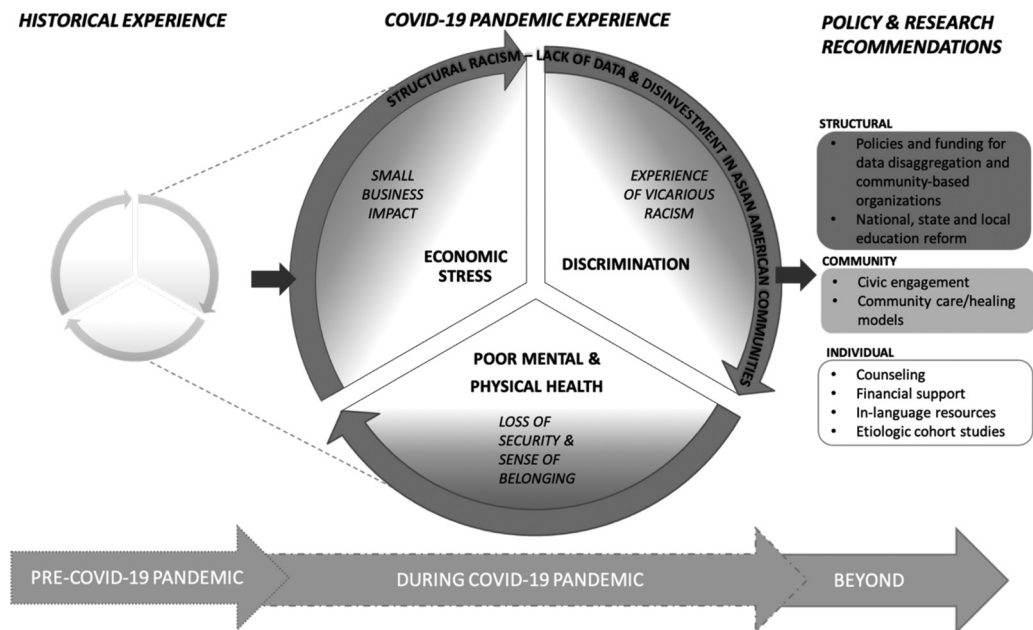 HISTORICAL EXPERIENCE
COVID-19 PANDEMIC EXPERIENCE
POLICY & RESEARCH
RECOMMENDATIONS
STRUCTURAL RACISM – LACK OF DATA & DISINVESTMENT IN ASIAN AMERICAN COMMUNITIES
SMALL
BUSINESS
IMPACT
ECONOMIC
STRESS
EXPERIENCE
OF VICARIOUS
RACISM
DISCRIMINATION
POOR MENTAL &
PHYSICAL HEALTH
LOSS OF
SECURITY &
SENSE OF
BELONGING
STRUCTURAL
• Policies and funding for
data disaggregation and
community-based
organizations
• National, state and local
education reform
COMMUNITY
• Civic engagement
• Community care/healing
models
INDIVIDUAL
• Counseling
• Financial support
• In-language resources
• Etiologic cohort studies
PRE-COVID-19 PANDEMIC
DURING COVID-19 PANDEMIC
BEYOND